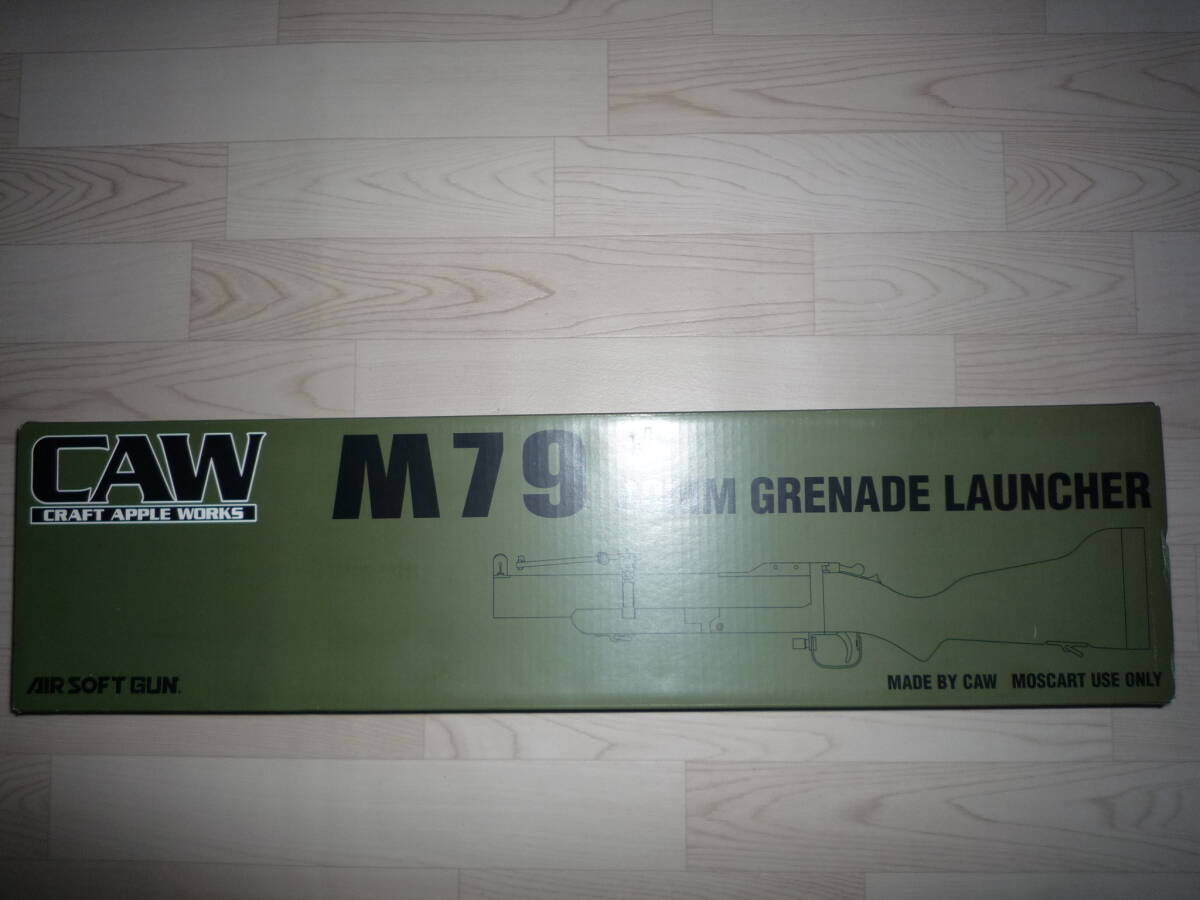 CAW
CRAFT APPLE WORKS
M79
GRENADE LAUNCHER
AIR SOFT GUN.
MADE BY CAW MOSCART USE ONLY